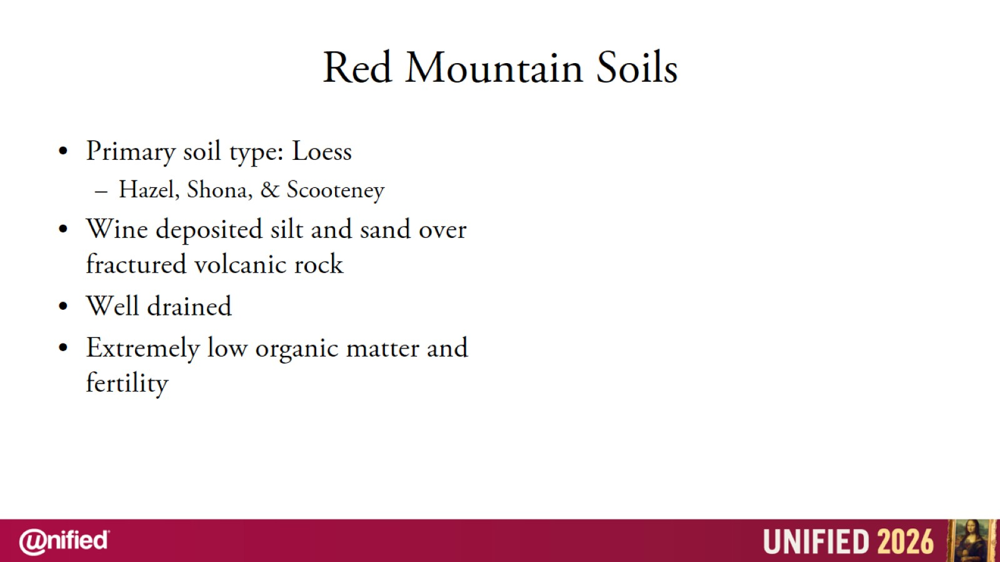 Red Mountain Soils
• Primary soil type: Loess
– Hazel, Shona, & Scooteney
• Wine deposited silt and sand over
fractured volcanic rock
• Well drained
• Extremely low organic matter and
fertility
@unified
UNIFIED 2026